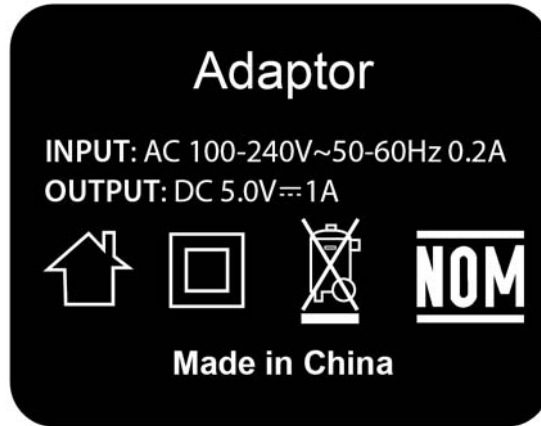 Adaptor
INPUT: AC 100-240V~50-60Hz 0.2A
OUTPUT: DC 5.0V⎓1A
NOM
Made in China